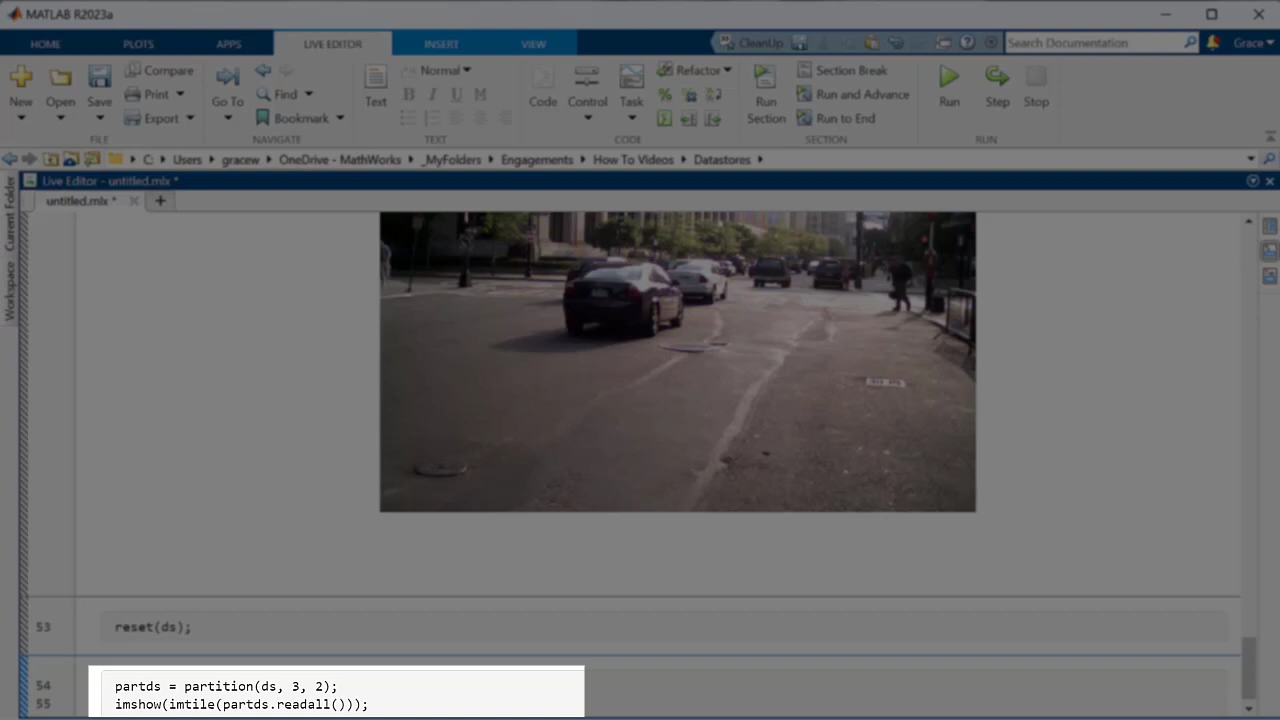 MATLAB R2023a
HOME PLOTS APPS LIVE EDITOR INSERT VIEW CleanUp Search Documentation Grace
New Open Save Compare Print Export Go To Find Bookmark Text Normal B I U M Code Control Task Refactor Run Section Section Break Run and Advance Run to End Run Step Stop
FILE NAVIGATE TEXT CODE SECTION RUN
C: Users gracew OneDrive - MathWorks _MyFolders Engagements How To Videos Datastores
Live Editor - untitled.mlx *
untitled.mlx *
Current Folder
Workspace
53 reset(ds);
54 partds = partition(ds, 3, 2);
55 imshow(imtile(partds.readall()));